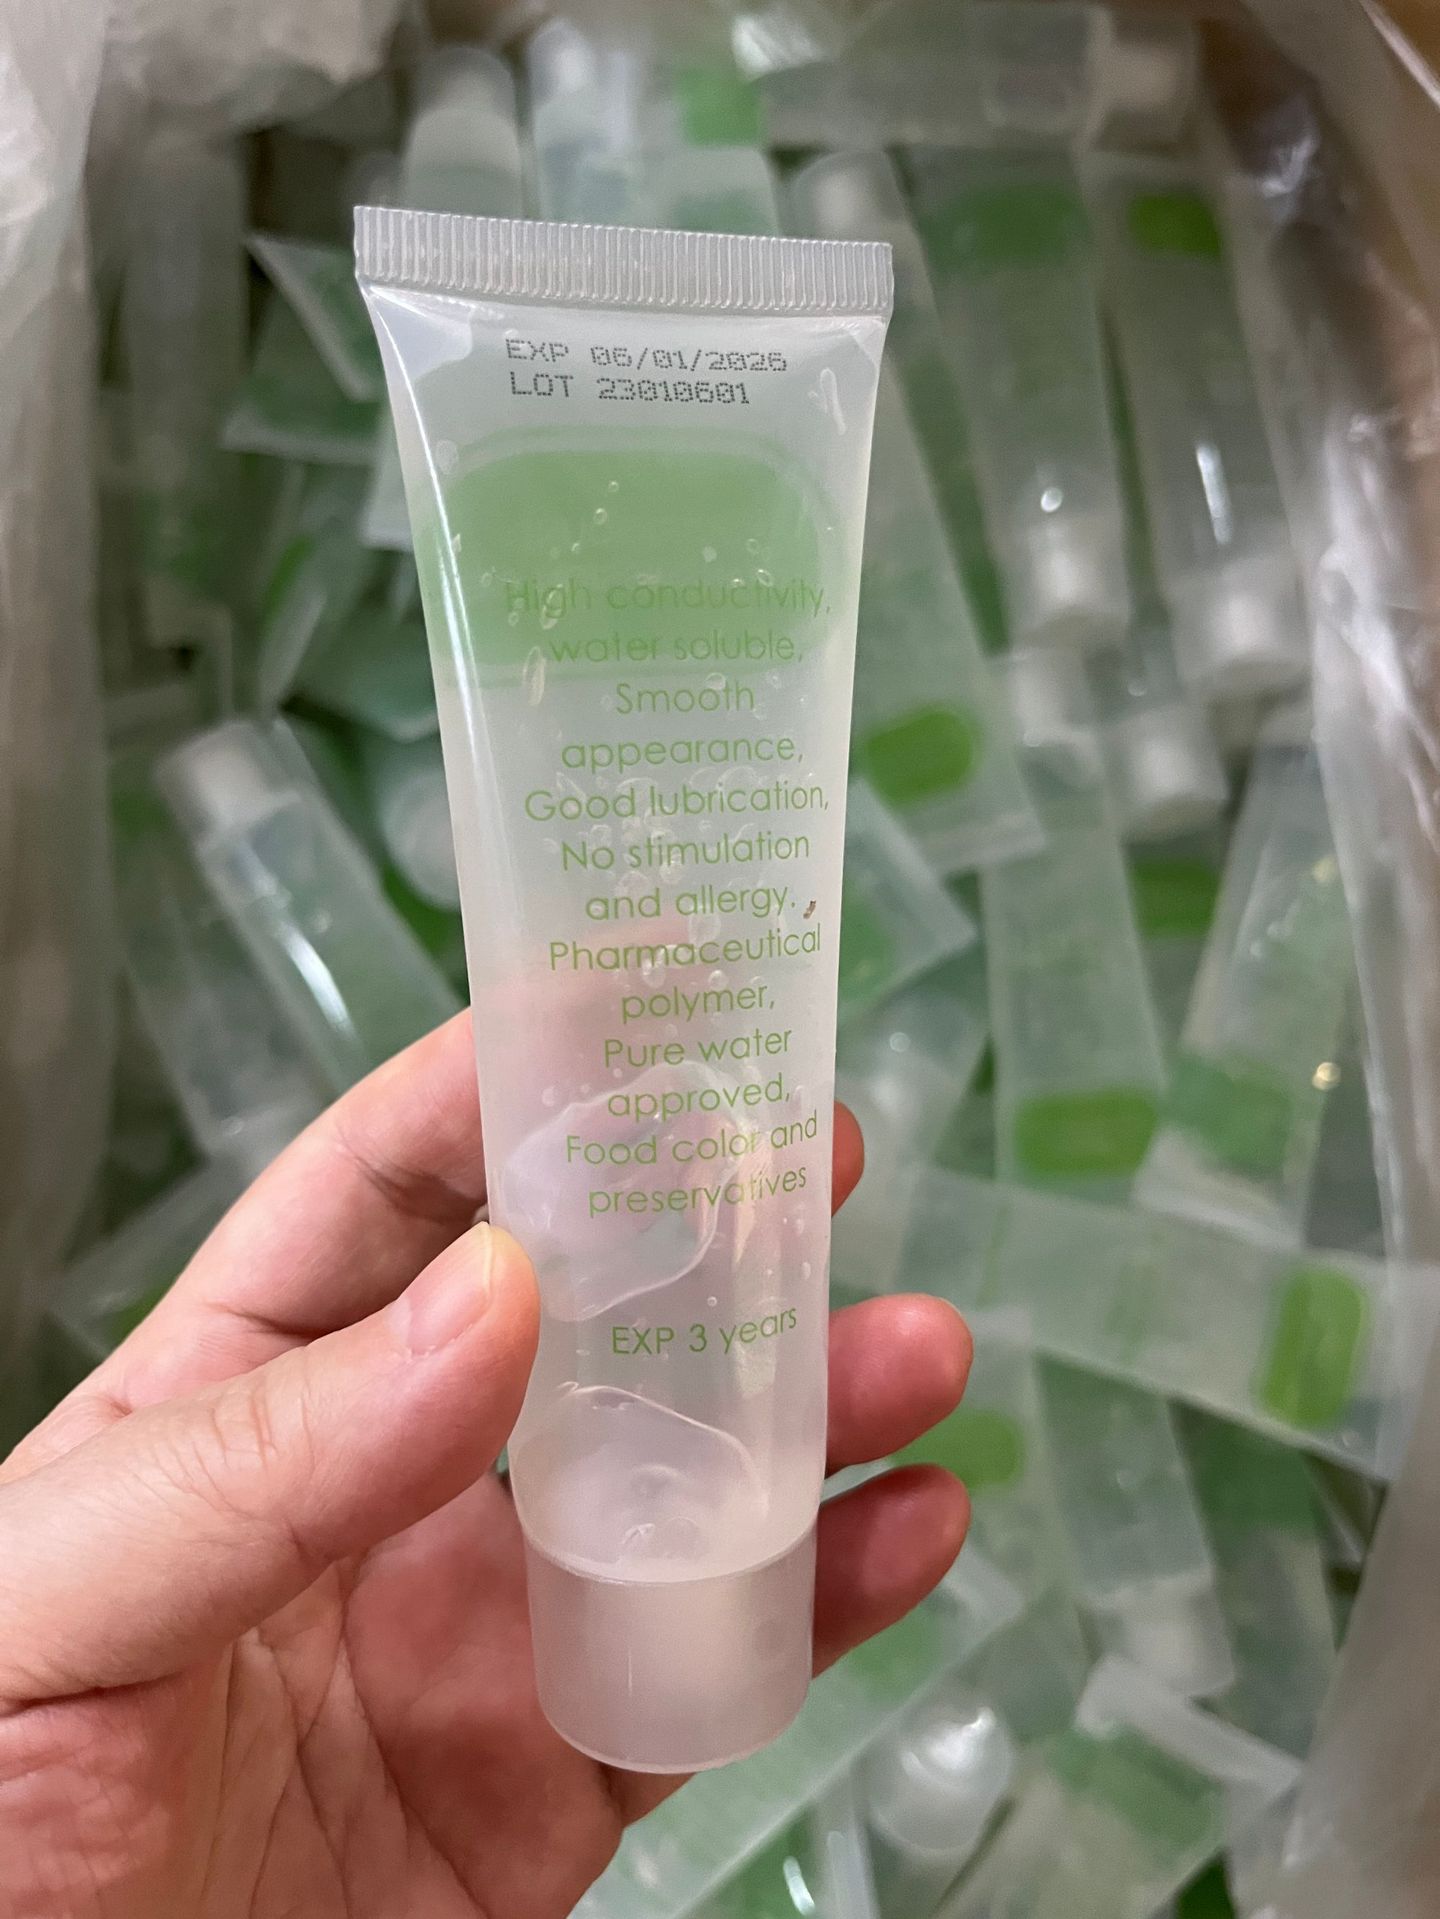 EXP 06/01/2026
LOT 23010601
High conductivity,
water soluble,
Smooth
appearance,
Good lubrication,
No stimulation
and allergy.
Pharmaceutical
polymer,
Pure water
approved,
Food color and
preservatives
EXP 3 years